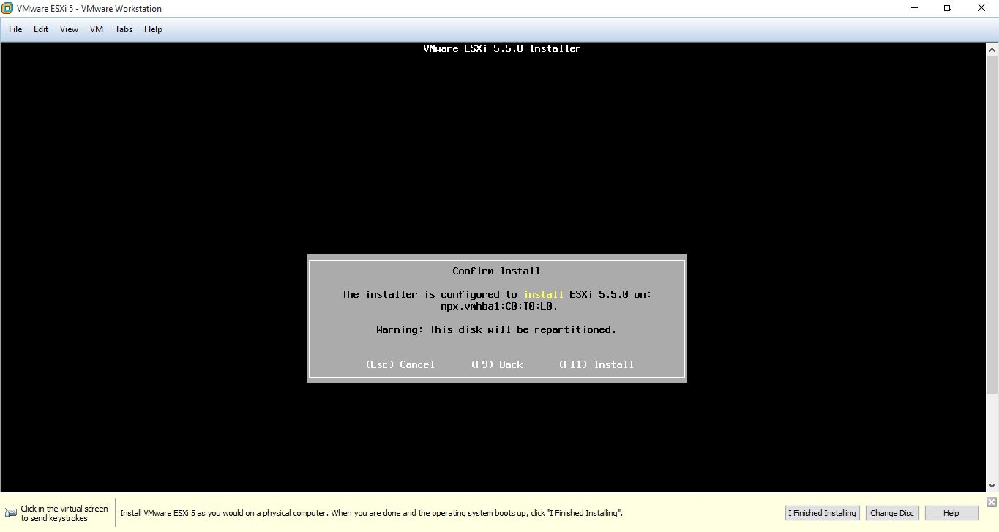 VMware ESXi 5 - VMware Workstation
File Edit View VM Tabs Help
VMware ESXi 5.5.0 Installer
Confirm Install
The installer is configured to install ESXi 5.5.0 on:
mpx.vmhba1:C0:T0:L0.
Warning: This disk will be repartitioned.
(Esc) Cancel (F9) Back (F11) Install
Click in the virtual screen
to send keystrokes
Install VMware ESXi 5 as you would on a physical computer. When you are done and the operating system boots up, click "I Finished Installing".
I Finished Installing Change Disc Help